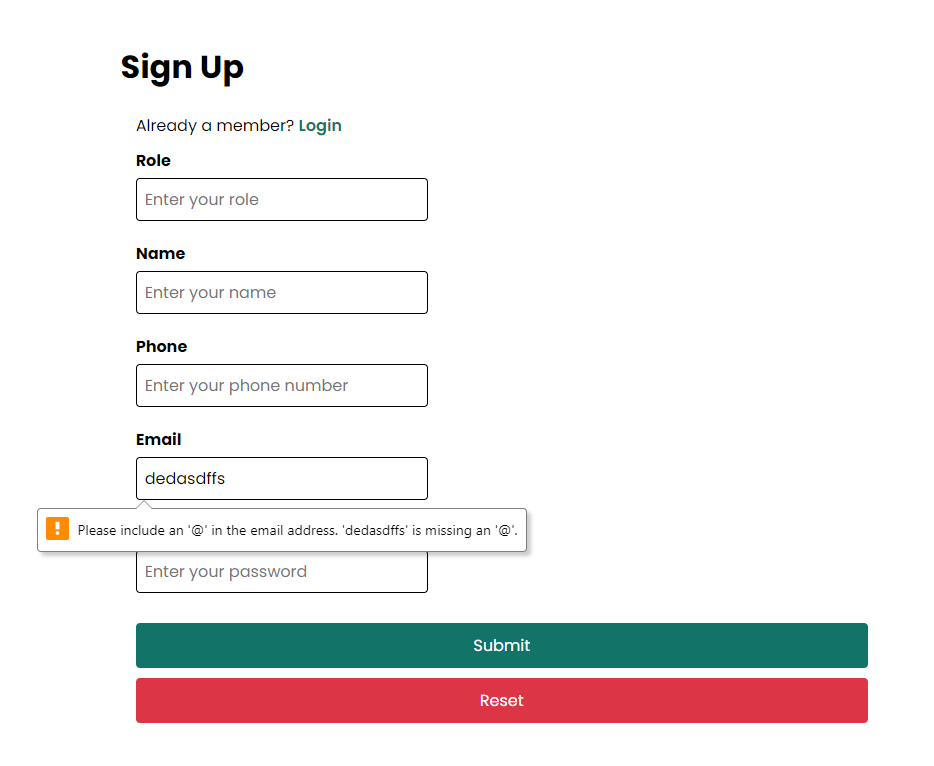 Sign Up
Already a member? Login
Role
Enter your role
Name
Enter your name
Phone
Enter your phone number
Email
dedasdffs
! Please include an '@' in the email address. 'dedasdffs' is missing an '@'.
Enter your password
Submit
Reset